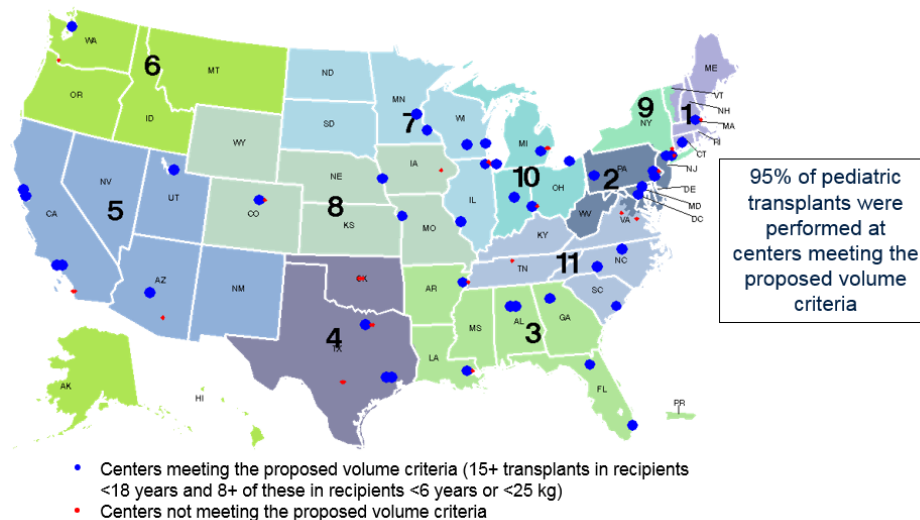 WA
MT
ND
ME
6
MN
VT
OR
9
NH
ID
SD
WI
1
MA
7
NY
MI
RI
WY
CT
IA
PA
NJ
NV
NE
10
2
DE
OH
UT
IL
IN
MD
5
8
WV
DC
CA
CO
VA
KS
MO
KY
NC
11
TN
AZ
OK
NM
AR
SC
4
MS
AL
GA
3
TX
LA
AK
HI
FL
PR
95% of pediatric
transplants were
performed at
centers meeting the
proposed volume
criteria
• Centers meeting the proposed volume criteria (15+ transplants in recipients
<18 years and 8+ of these in recipients <6 years or <25 kg)
• Centers not meeting the proposed volume criteria